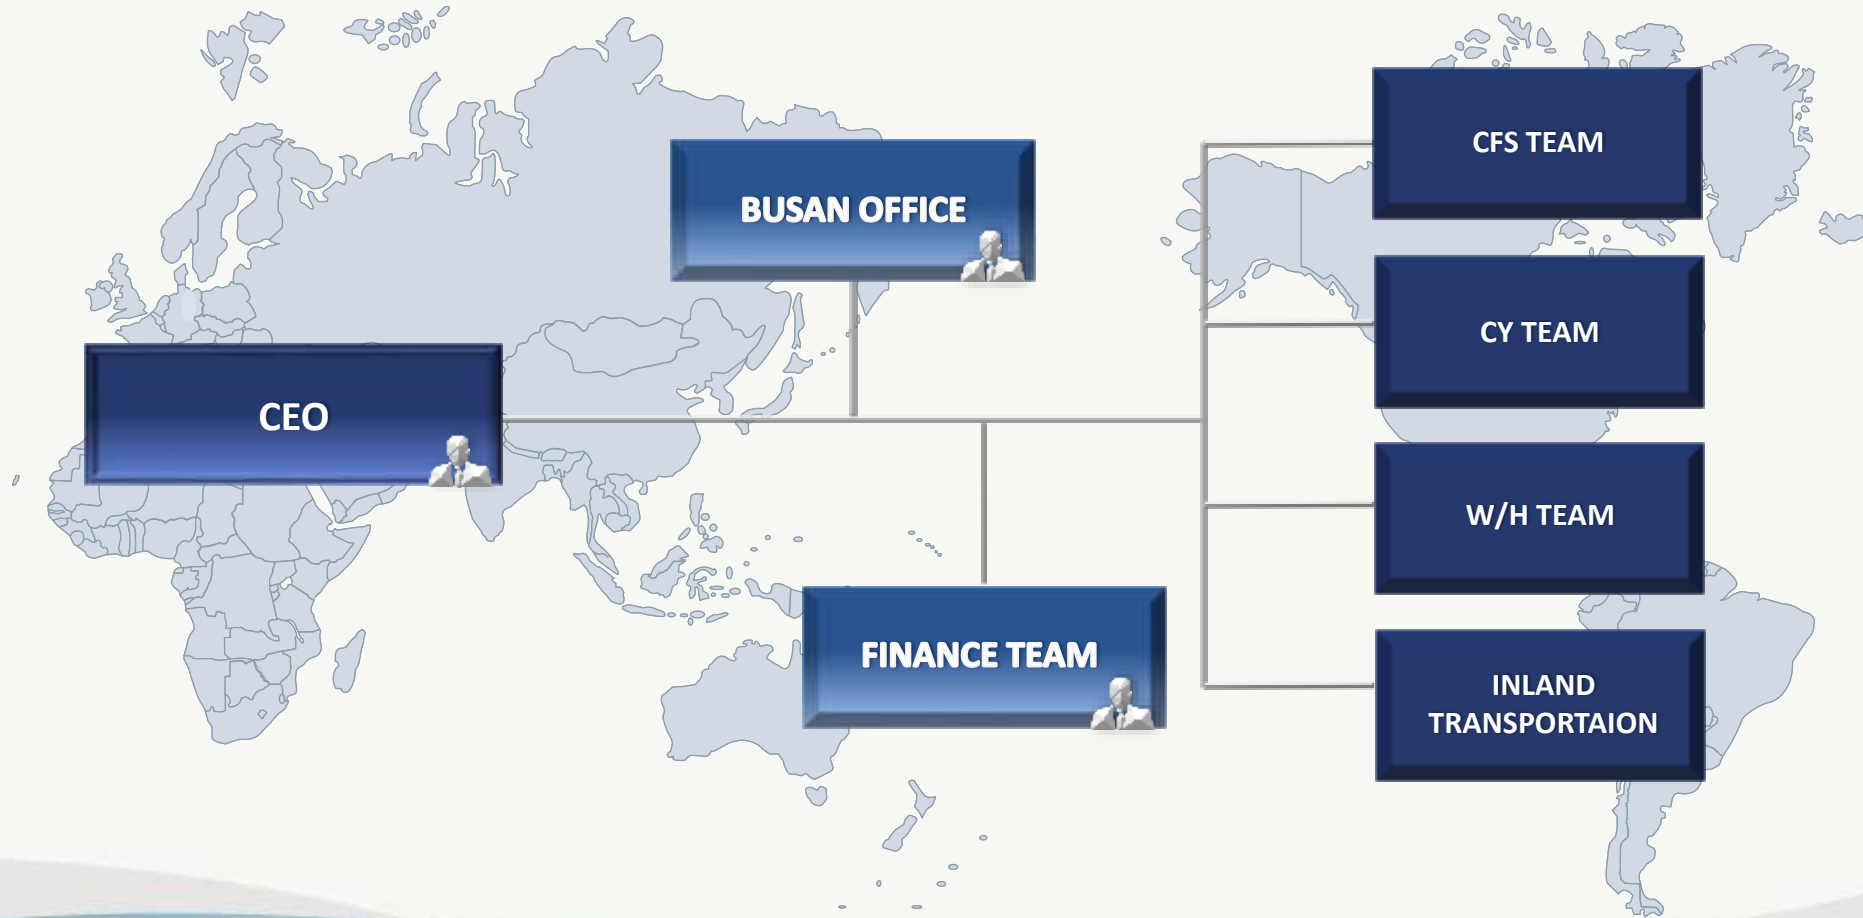 CEO
BUSAN OFFICE
FINANCE TEAM
CFS TEAM
CY TEAM
W/H TEAM
INLAND
TRANSPORTAION